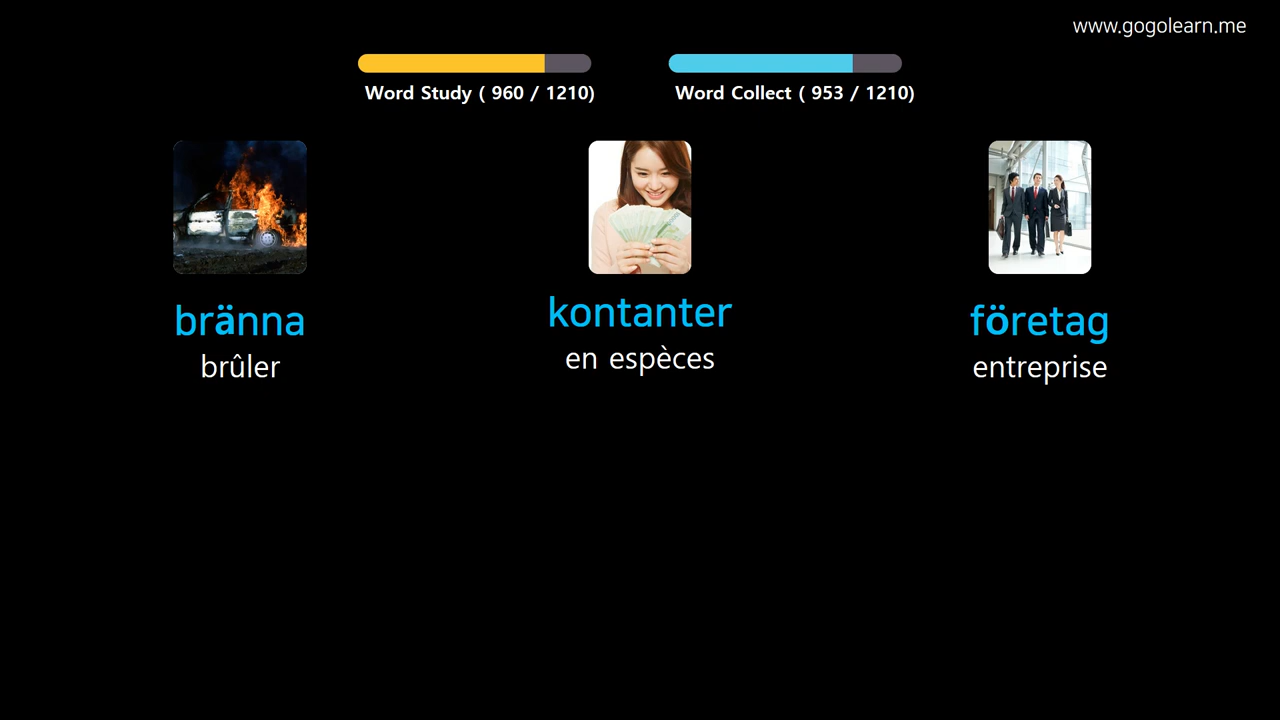 www.gogolearn.me
Word Study ( 960 / 1210)
Word Collect ( 953 / 1210)
bränna
brûler
kontanter
en espèces
företag
entreprise